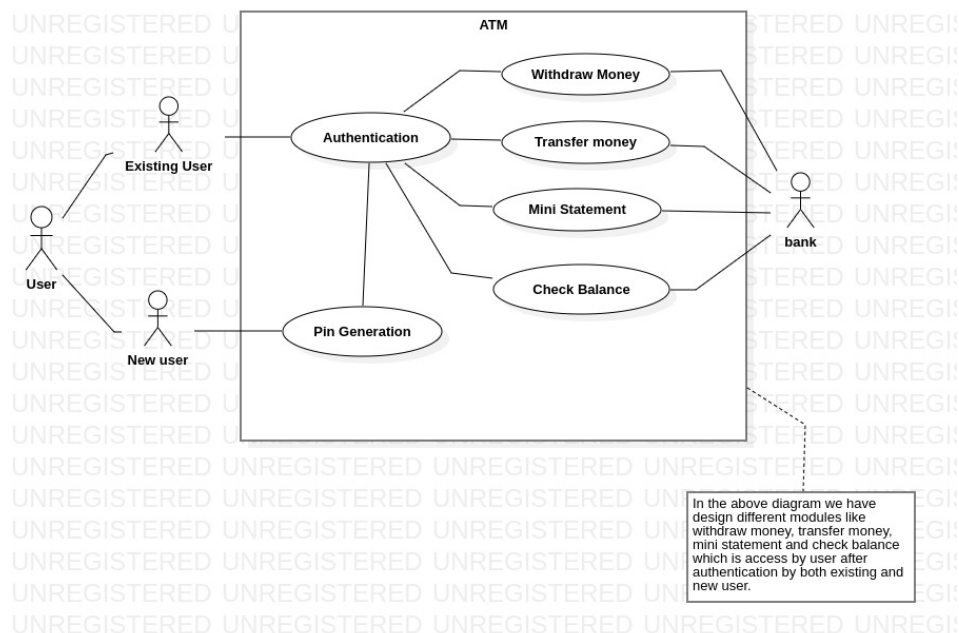 ATM
Withdraw Money
Authentication
Transfer money
Existing User
Mini Statement
bank
User
Check Balance
Pin Generation
New user
In the above diagram we have
design different modules like
withdraw money, transfer money,
mini statement and check balance
which is access by user after
authentication by both existing and
new user.
UNREGISTERED